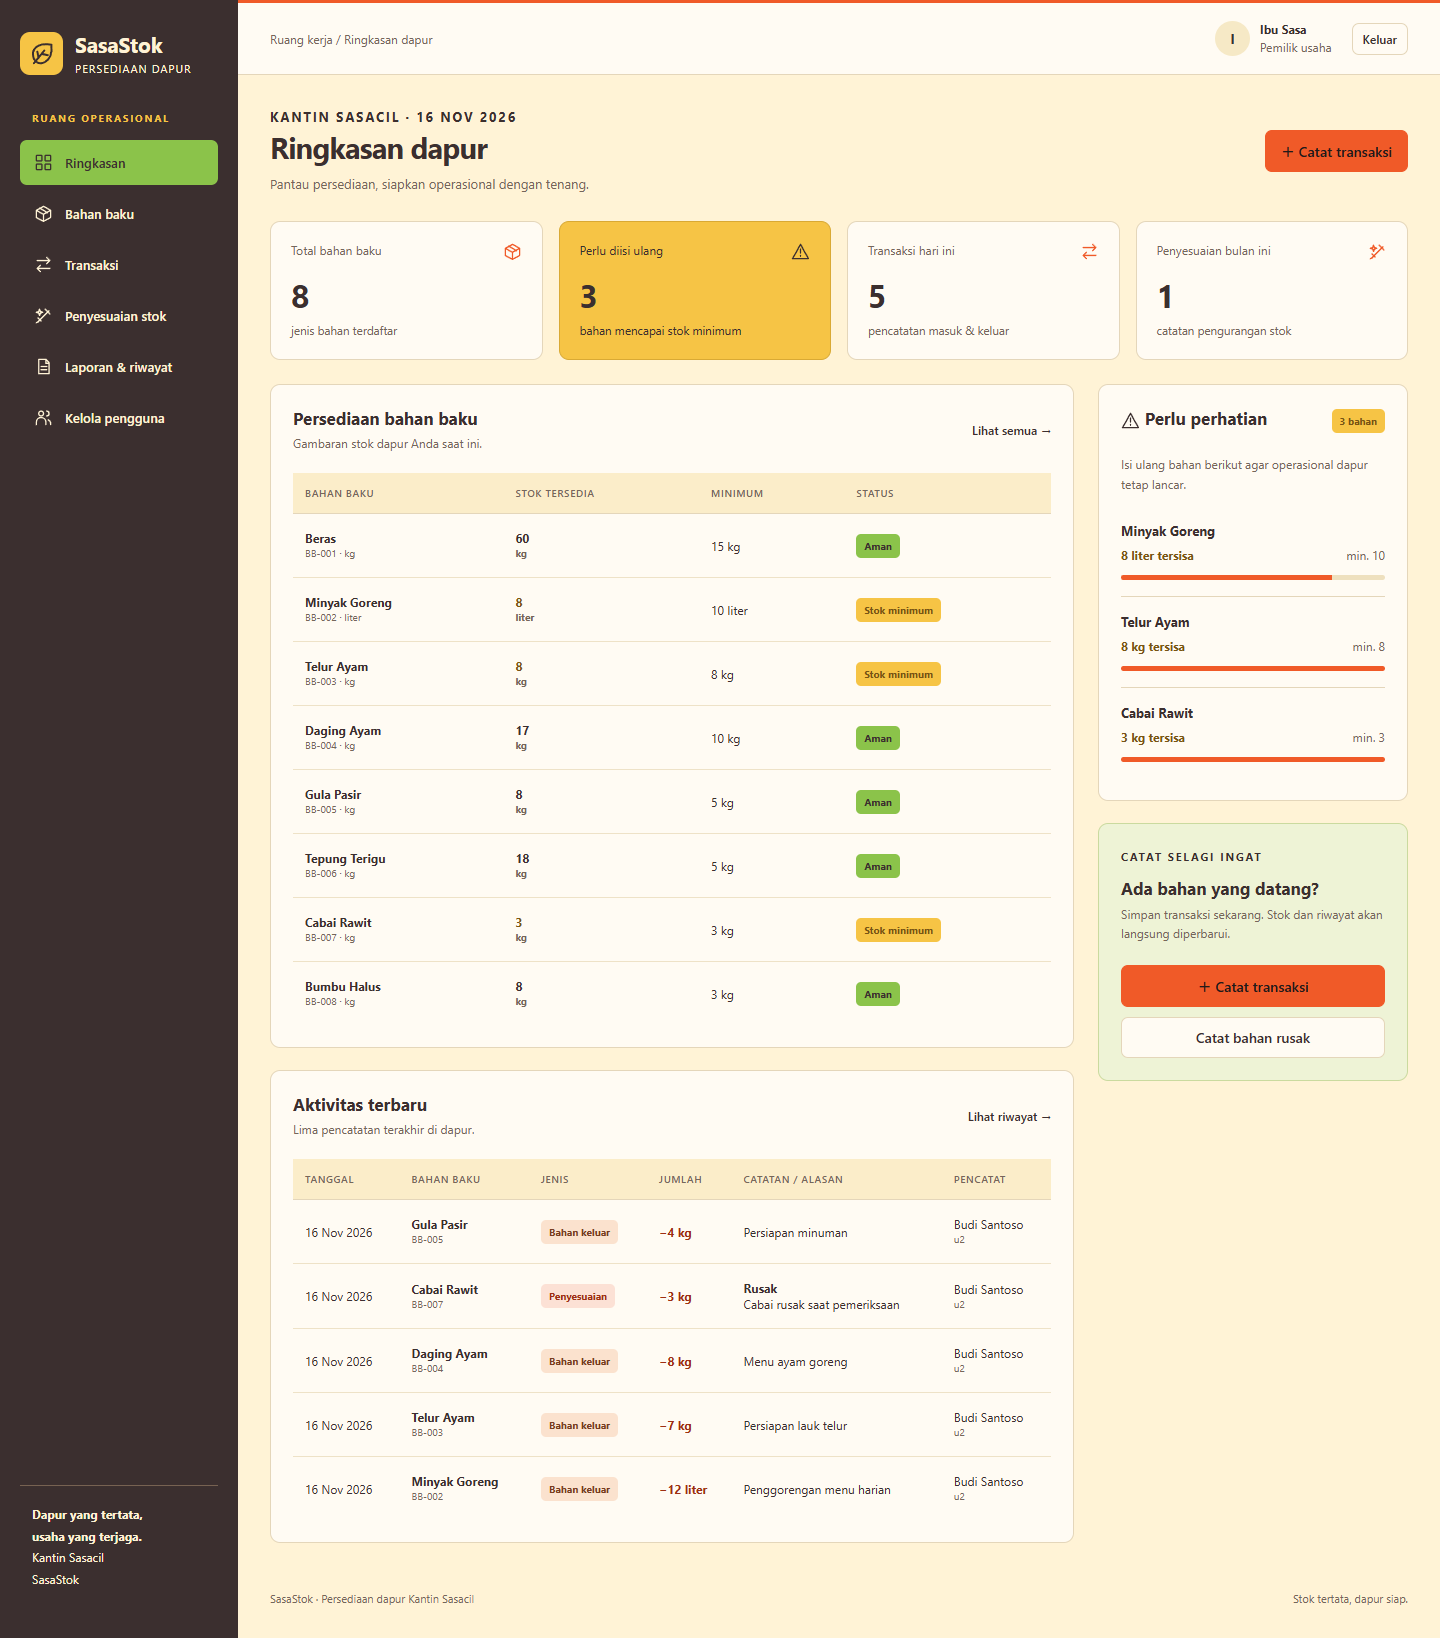 SasaStok
PERSEDIAAN DAPUR
RUANG OPERASIONAL
Ringkasan
Bahan baku
Transaksi
Penyesuaian stok
Laporan & riwayat
Kelola pengguna
Dapur yang tertata,
usaha yang terjaga.
Kantin Sasacil
SasaStok
Ruang kerja / Ringkasan dapur
I
Ibu Sasa
Pemilik usaha
Keluar
KANTIN SASACIL · 16 NOV 2026
Ringkasan dapur
Pantau persediaan, siapkan operasional dengan tenang.
+ Catat transaksi
Total bahan baku
8
jenis bahan terdaftar
Perlu diisi ulang
3
bahan mencapai stok minimum
Transaksi hari ini
5
pencatatan masuk & keluar
Penyesuaian bulan ini
1
catatan pengurangan stok
Persediaan bahan baku
Gambaran stok dapur Anda saat ini.
Lihat semua →
BAHAN BAKU STOK TERSEDIA MINIMUM STATUS
Beras
BB-001 · kg
60
kg
15 kg
Aman
Minyak Goreng
BB-002 · liter
8
liter
10 liter
Stok minimum
Telur Ayam
BB-003 · kg
8
kg
8 kg
Stok minimum
Daging Ayam
BB-004 · kg
17
kg
10 kg
Aman
Gula Pasir
BB-005 · kg
8
kg
5 kg
Aman
Tepung Terigu
BB-006 · kg
18
kg
5 kg
Aman
Cabai Rawit
BB-007 · kg
3
kg
3 kg
Stok minimum
Bumbu Halus
BB-008 · kg
8
kg
3 kg
Aman
Perlu perhatian
3 bahan
Isi ulang bahan berikut agar operasional dapur
tetap lancar.
Minyak Goreng
8 liter tersisa min. 10
Telur Ayam
8 kg tersisa min. 8
Cabai Rawit
3 kg tersisa min. 3
CATAT SELAGI INGAT
Ada bahan yang datang?
Simpan transaksi sekarang. Stok dan riwayat akan
langsung diperbarui.
+ Catat transaksi
Catat bahan rusak
Aktivitas terbaru
Lima pencatatan terakhir di dapur.
Lihat riwayat →
TANGGAL BAHAN BAKU JENIS JUMLAH CATATAN / ALASAN PENCATAT
16 Nov 2026
Gula Pasir
BB-005
Bahan keluar
−4 kg
Persiapan minuman
Budi Santoso
u2
16 Nov 2026
Cabai Rawit
BB-007
Penyesuaian
−3 kg
Rusak
Cabai rusak saat pemeriksaan
Budi Santoso
u2
16 Nov 2026
Daging Ayam
BB-004
Bahan keluar
−8 kg
Menu ayam goreng
Budi Santoso
u2
16 Nov 2026
Telur Ayam
BB-003
Bahan keluar
−7 kg
Persiapan lauk telur
Budi Santoso
u2
16 Nov 2026
Minyak Goreng
BB-002
Bahan keluar
−12 liter
Penggorengan menu harian
Budi Santoso
u2
SasaStok · Persediaan dapur Kantin Sasacil
Stok tertata, dapur siap.